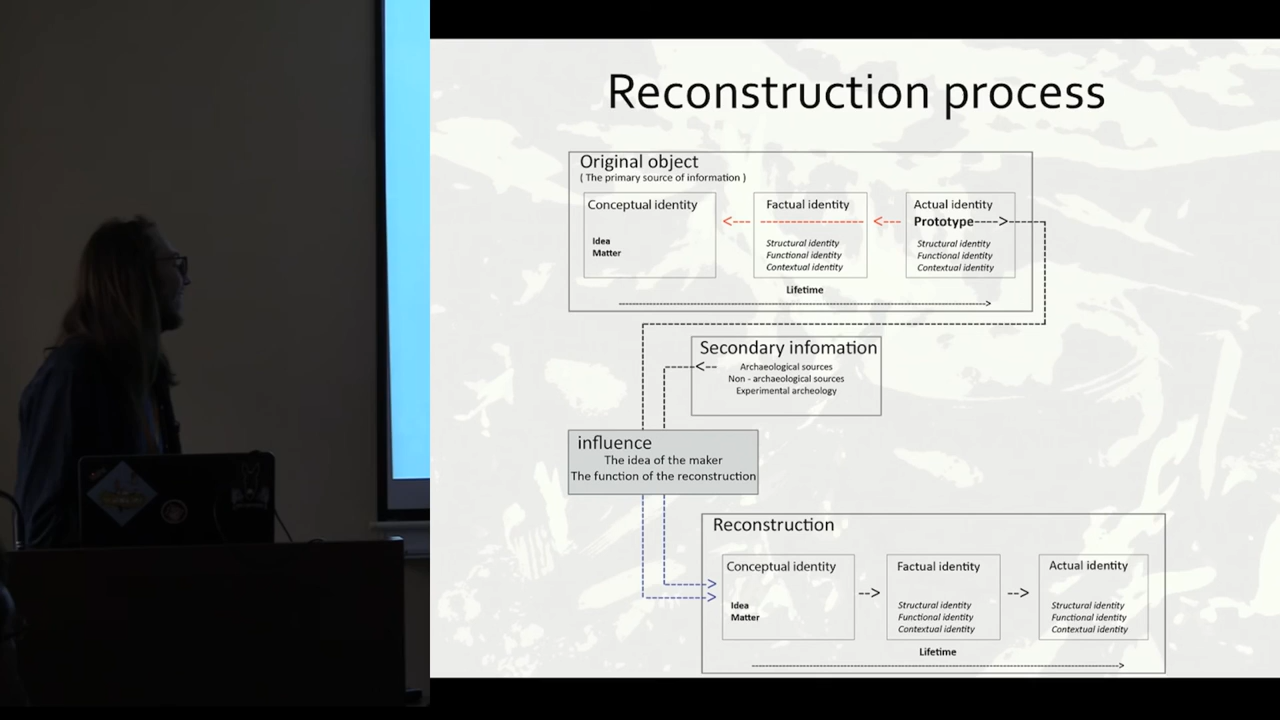 Reconstruction process
Original object
( The primary source of information )
Conceptual identity
Idea
Matter
Factual identity
Structural identity
Functional identity
Contextual identity
Actual identity
Prototype
Structural identity
Functional identity
Contextual identity
Lifetime
Secondary infomation
Archaeological sources
Non - archaeological sources
Experimental archeology
influence
The idea of the maker
The function of the reconstruction
Reconstruction
Conceptual identity
Idea
Matter
Factual identity
Structural identity
Functional identity
Contextual identity
Actual identity
Structural identity
Functional identity
Contextual identity
Lifetime